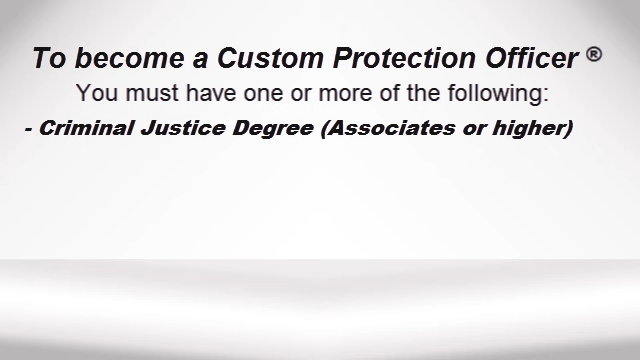 To become a Custom Protection Officer ®
You must have one or more of the following:
- Criminal Justice Degree (Associates or higher)